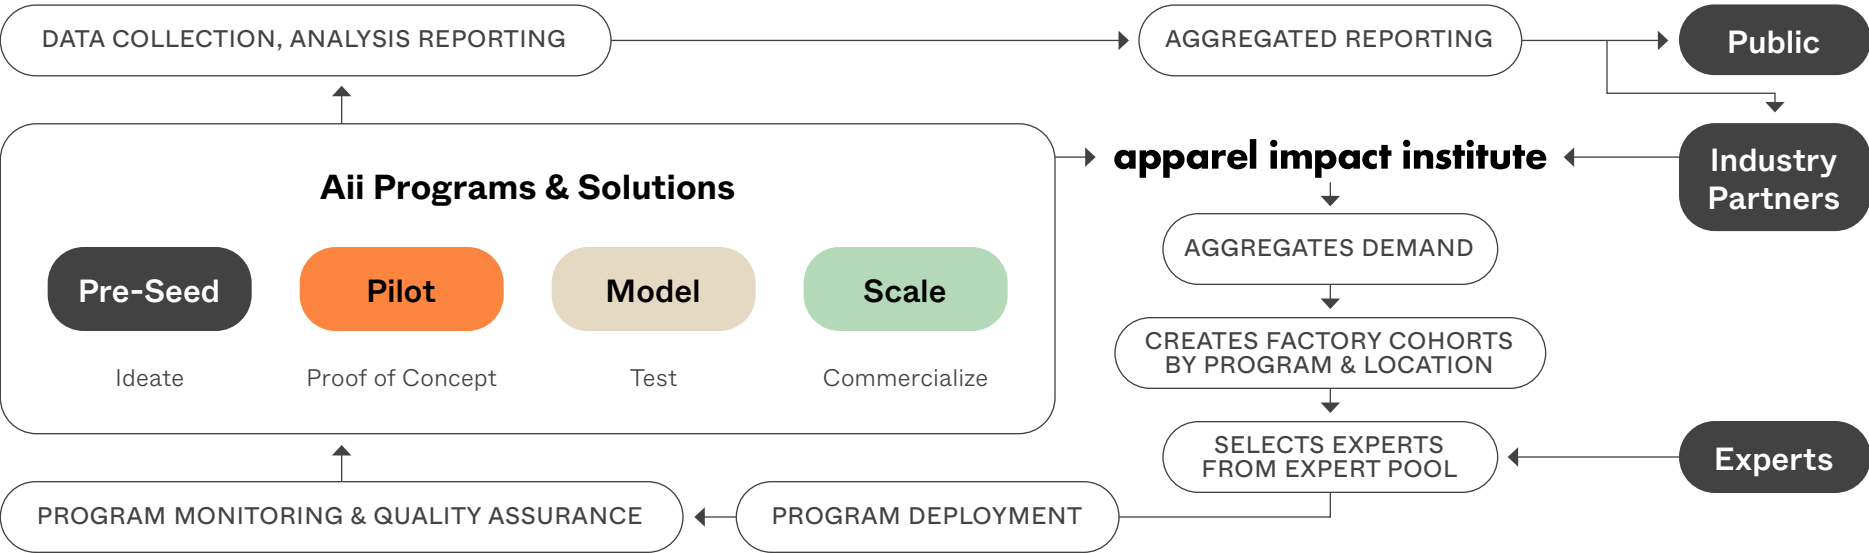 DATA COLLECTION, ANALYSIS REPORTING
AGGREGATED REPORTING
Public
Aii Programs & Solutions
apparel impact institute
Industry
Partners
Pre-Seed
Pilot
Model
Scale
Ideate
Proof of Concept
Test
Commercialize
AGGREGATES DEMAND
CREATES FACTORY COHORTS
BY PROGRAM & LOCATION
SELECTS EXPERTS
FROM EXPERT POOL
Experts
PROGRAM MONITORING & QUALITY ASSURANCE
PROGRAM DEPLOYMENT